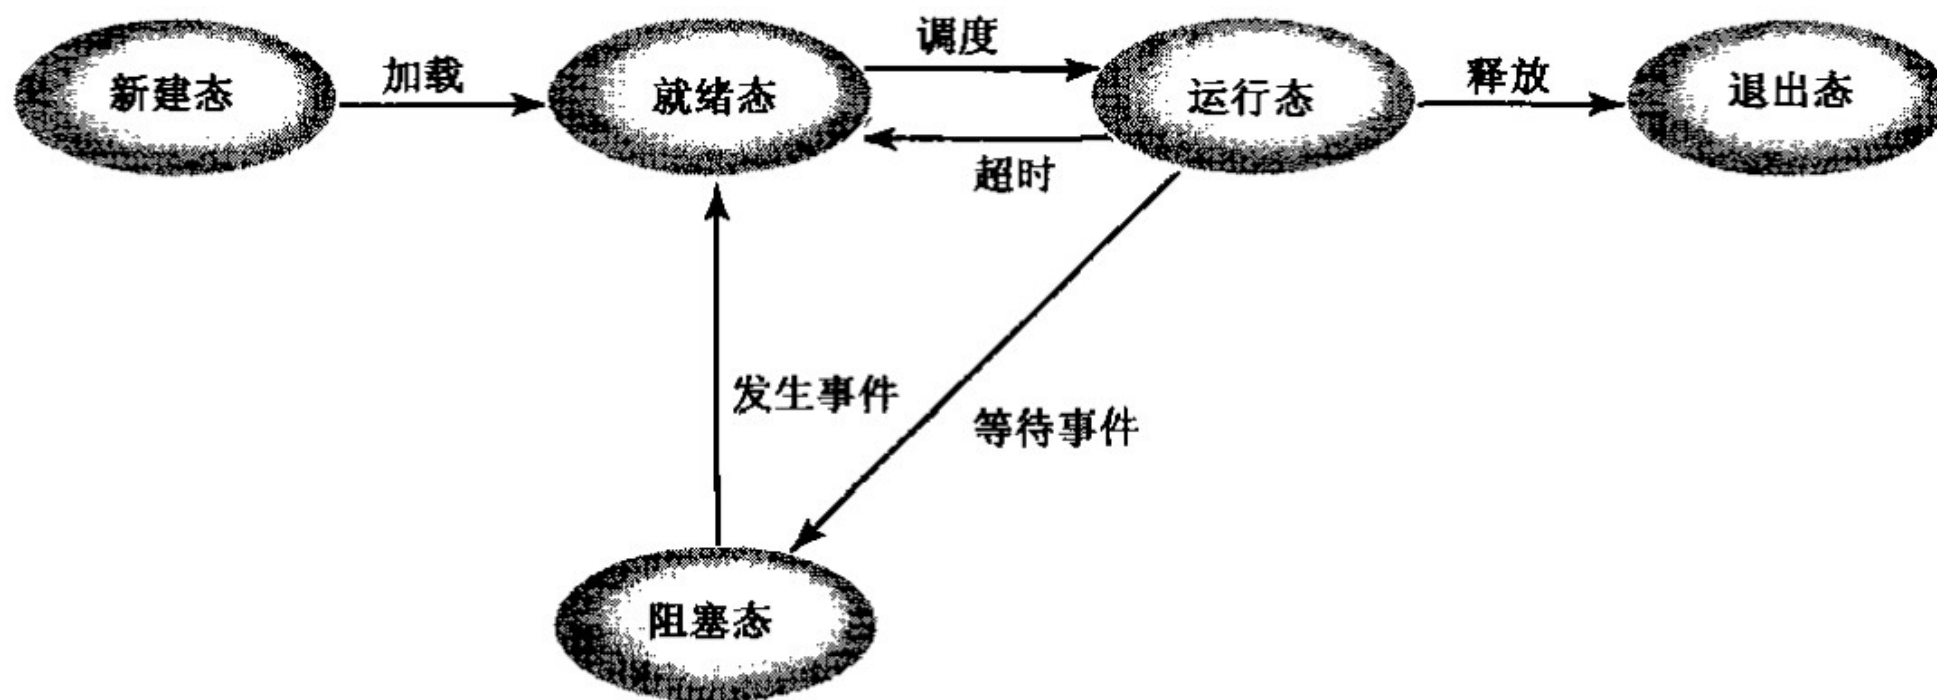 新建态
加载
就绪态
调度
超时
运行态
释放
退出态
发生事件
等待事件
阻塞态